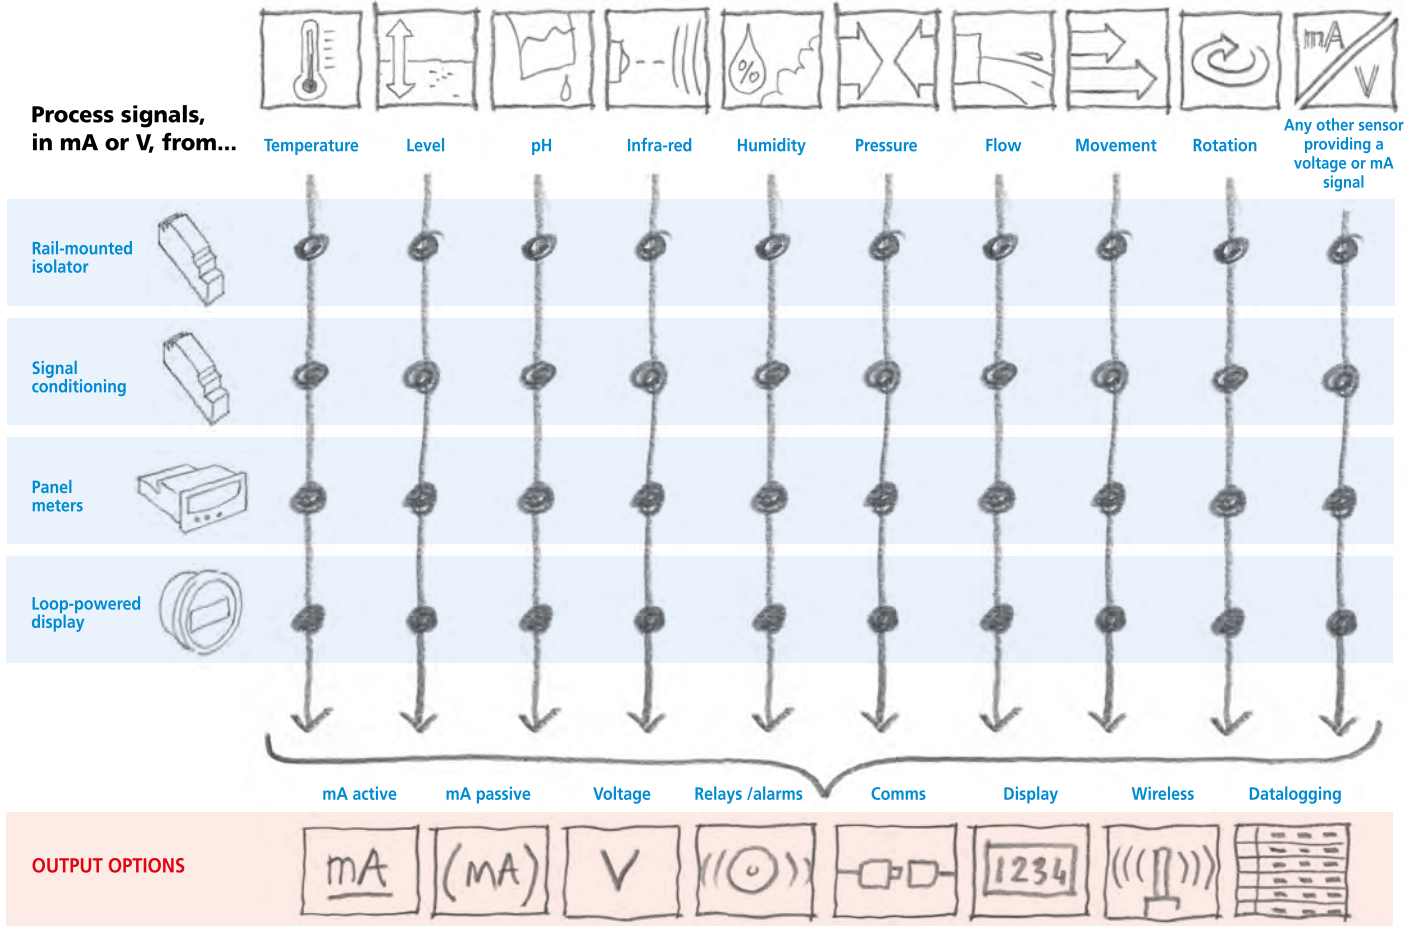 mA
V
%
Process signals,
in mA or V, from...
Temperature
Level
pH
Infra-red
Humidity
Pressure
Flow
Movement
Rotation
Any other sensor
providing a
voltage or mA
signal
Rail-mounted
isolator
Signal
conditioning
Panel
meters
Loop-powered
display
mA active
mA passive
Voltage
Relays /alarms
Comms
Display
Wireless
Datalogging
OUTPUT OPTIONS
mA
(mA)
V
1234